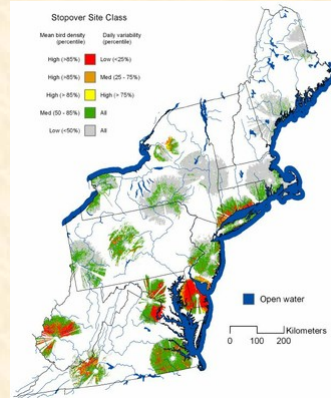 Stopover Site Class
Mean bird density
(percentile)
Daily variability
(percentile)
High (>85%) Low (<25%)
High (>85%) Med (25 - 75%)
High (> 85%) High (> 75%)
Med (50 - 85%) All
Low (<50%) All
Open water
Kilometers
0 100 200